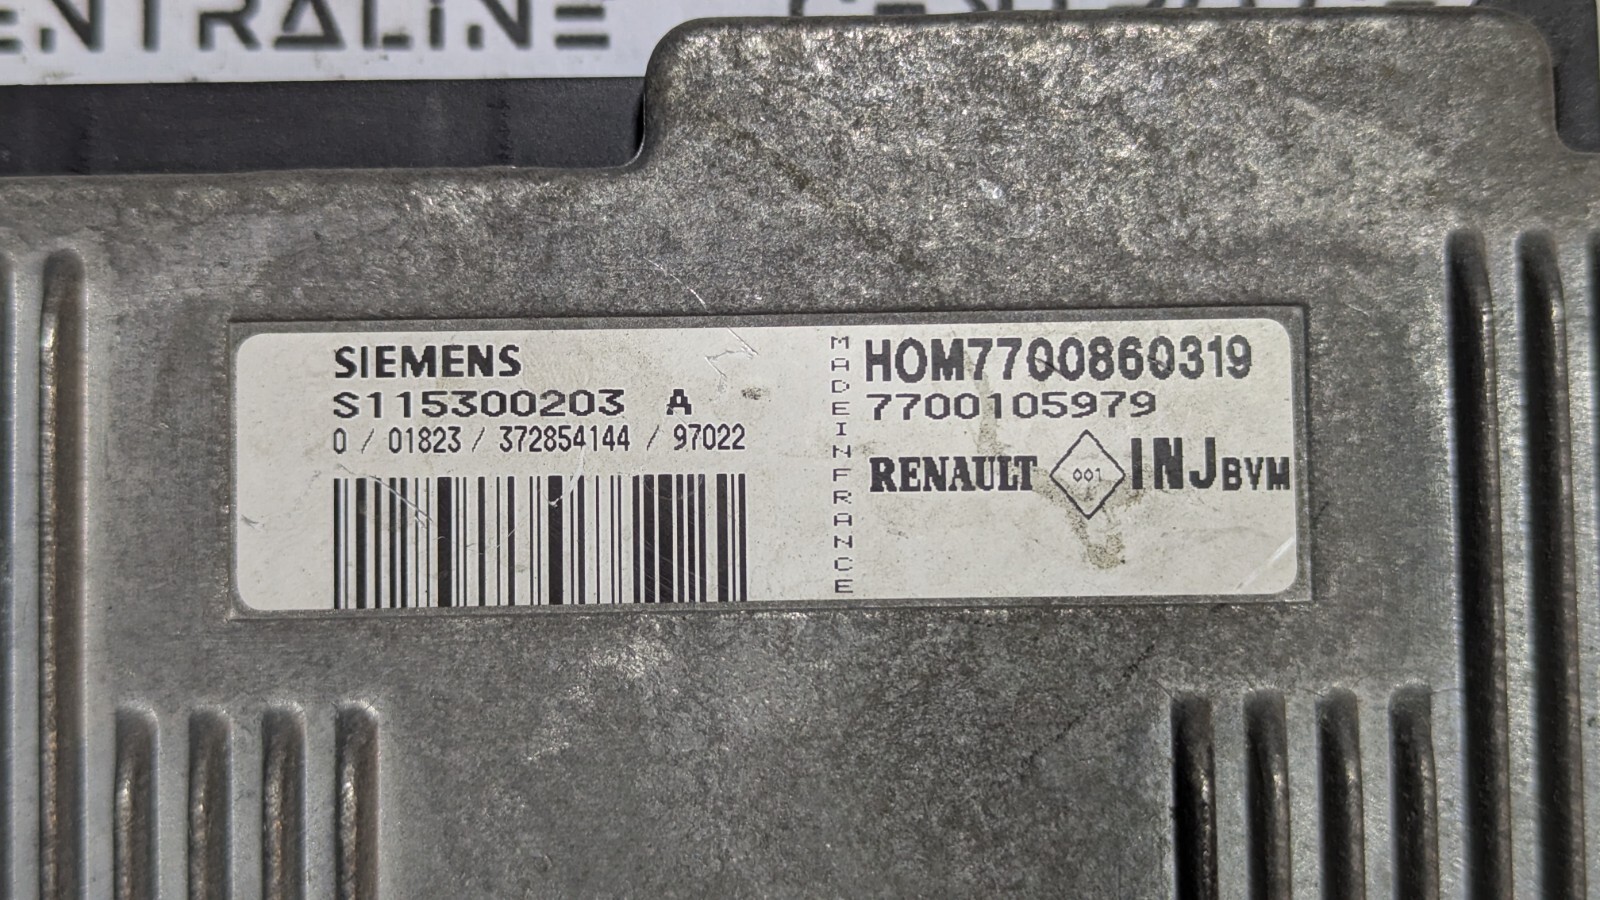 ENTRALINE
SIEMENS
S115300203 A
0 / 01823 / 372854144 / 97022
MADE IN FRANCE
HOM7700860319
7700105979
RENAULT 001 INJ BVM